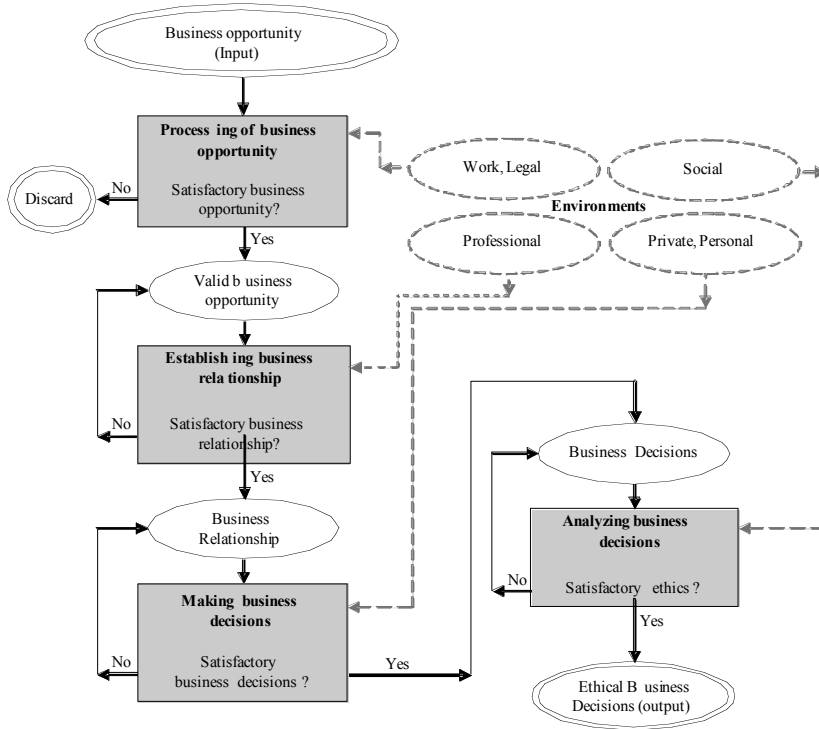 Business opportunity
(Input)
Process ing of business
opportunity
Satisfactory business
opportunity?
No
Discard
Yes
Work, Legal
Social
Environments
Professional
Private, Personal
Valid b usiness
opportunity
Establish ing business
rela tionship
Satisfactory business
relationship?
No
Yes
Business
Relationship
Making business
decisions
Satisfactory
business decisions ?
No
Yes
Business Decisions
Analyzing business
decisions
Satisfactory ethics ?
No
Yes
Ethical B usiness
Decisions (output)